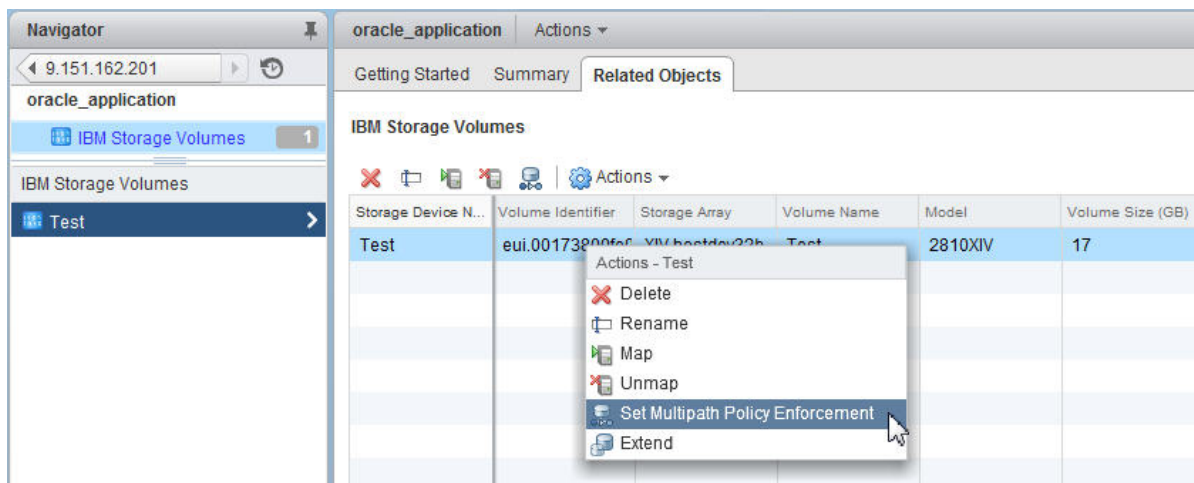 Navigator
9.151.162.201
oracle_application
IBM Storage Volumes 1
IBM Storage Volumes
Test
oracle_application Actions
Getting Started Summary Related Objects
IBM Storage Volumes
Actions
Storage Device N... Volume Identifier Storage Array Volume Name Model Volume Size (GB)
Test Test 2810XIV 17
Actions - Test
Delete
Rename
Map
Unmap
Set Multipath Policy Enforcement
Extend